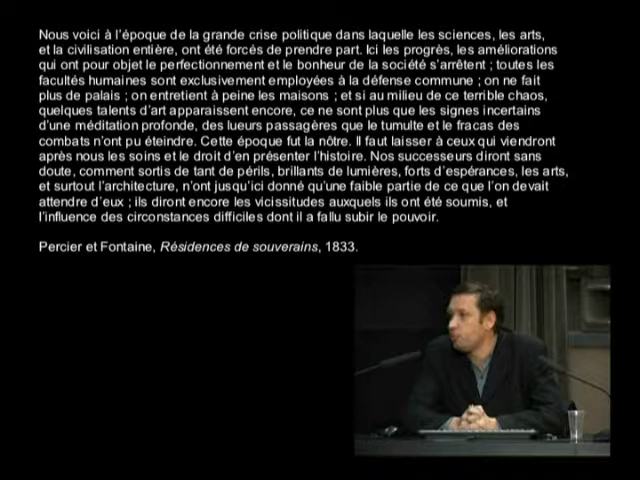 Nous voici à l'époque de la grande crise politique dans laquelle les sciences, les arts,
et la civilisation entière, ont été forcés de prendre part. Ici les progrès, les améliorations
qui ont pour objet le perfectionnement et le bonheur de la société s'arrêtent ; toutes les
facultés humaines sont exclusivement employées à la défense commune ; on ne fait
plus de palais ; on entretient à peine les maisons ; et si au milieu de ce terrible chaos,
quelques talents d'art apparaissent encore, ce ne sont plus que les signes incertains
d'une méditation profonde, des lueurs passagères que le tumulte et le fracas des
combats n'ont pu éteindre. Cette époque fut la nôtre. Il faut laisser à ceux qui viendront
après nous les soins et le droit d'en présenter l'histoire. Nos successeurs diront sans
doute, comment sortis de tant de périls, brillants de lumières, forts d'espérances, les arts,
et surtout l'architecture, n'ont jusqu'ici donné qu'une faible partie de ce que l'on devait
attendre d'eux ; ils diront encore les vicissitudes auxquels ils ont été soumis, et
l'influence des circonstances difficiles dont il a fallu subir le pouvoir.
Percier et Fontaine, Résidences de souverains, 1833.